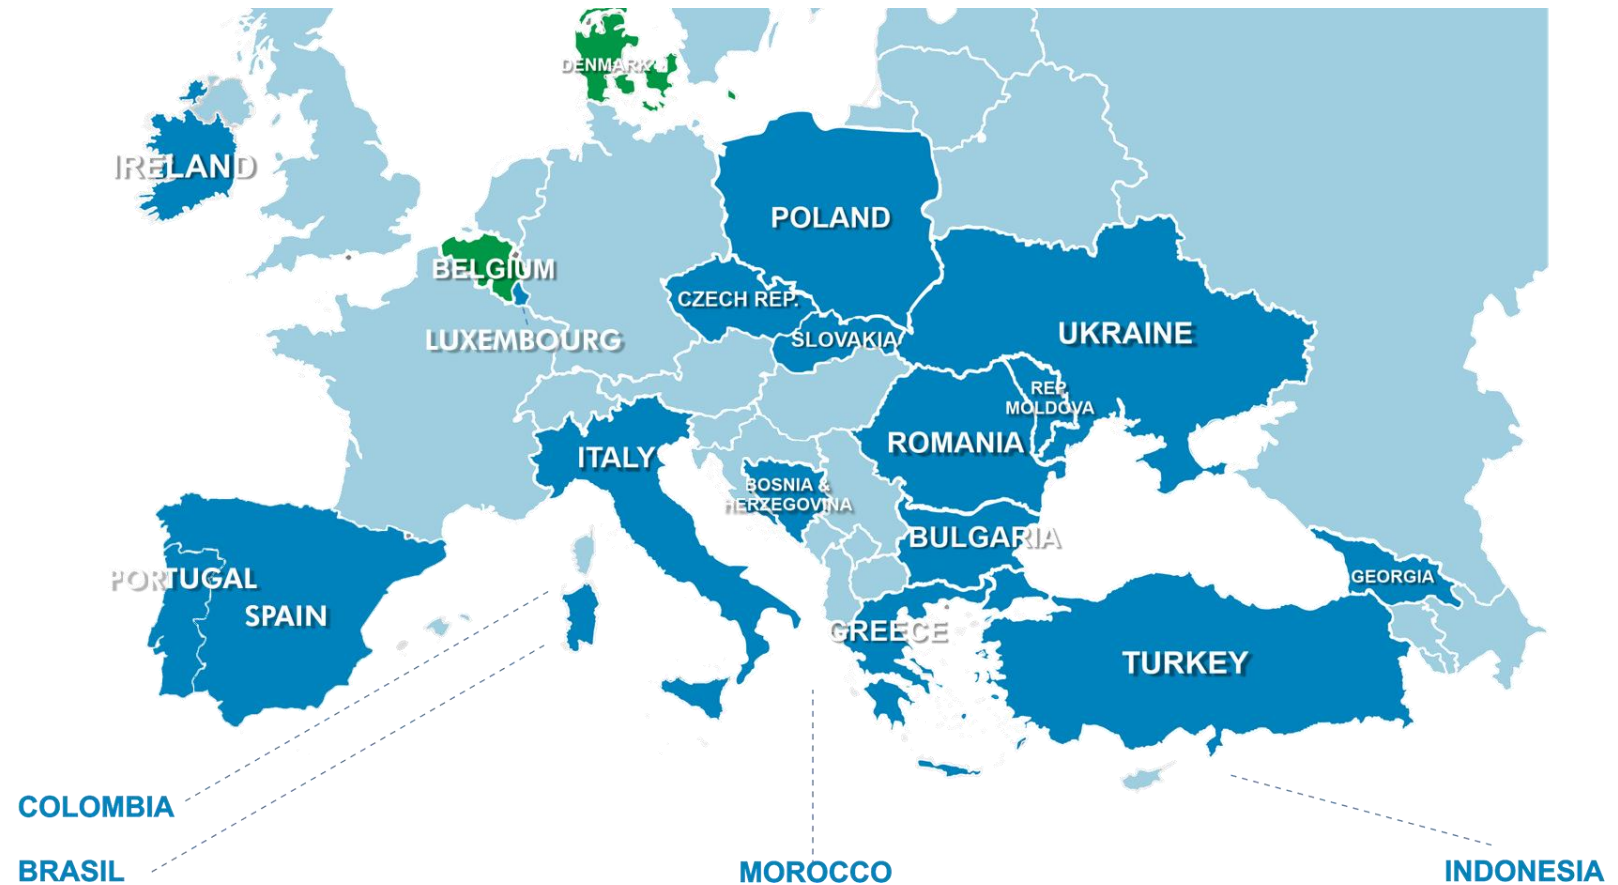 DENMARK
IRELAND
POLAND
BELGIUM
CZECH REP.
UKRAINE
LUXEMBOURG
SLOVAKIA
REP.
MOLDOVA
ROMANIA
ITALY
BOSNIA &
HERZEGOVINA
BULGARIA
PORTUGAL
GEORGIA
SPAIN
GREECE
TURKEY
COLOMBIA
BRASIL
MOROCCO
INDONESIA